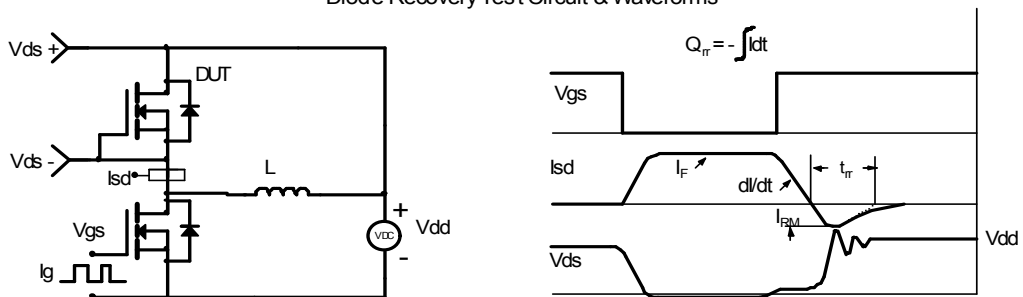 Diode Recovery Test Circuit & Waveforms
Vds +
DUT
Vds -
Isd
L
Vgs
Ig
VDC
+
-
Vdd
Qrr = - ∫Idt
Vgs
Isd
IF
dI/dt
trr
IRM
Vds
Vdd